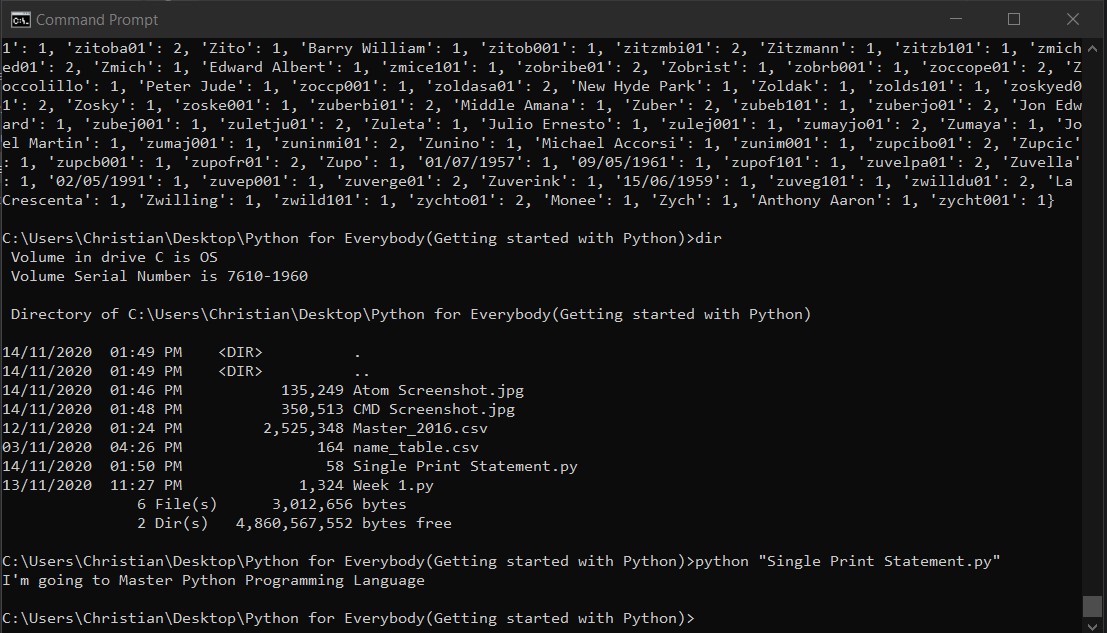 Command Prompt
1': 1, 'zitoba01': 2, 'Zito': 1, 'Barry William': 1, 'zitob001': 1, 'zitzmbi01': 2, 'Zitzmann': 1, 'zitzb101': 1, 'zmich
ed01': 2, 'Zmich': 1, 'Edward Albert': 1, 'zmice101': 1, 'zobribe01': 2, 'Zobrist': 1, 'zobrb001': 1, 'zoccope01': 2, 'Z
occolillo': 1, 'Peter Jude': 1, 'zoccp001': 1, 'zoldasa01': 2, 'New Hyde Park': 1, 'Zoldak': 1, 'zolds101': 1, 'zoskyed0
1': 2, 'Zosky': 1, 'zoske001': 1, 'zuberbi01': 2, 'Middle Amana': 1, 'Zuber': 2, 'zubeb101': 1, 'zuberjo01': 2, 'Jon Edw
ard': 1, 'zubej001': 1, 'zuletju01': 2, 'Zuleta': 1, 'Julio Ernesto': 1, 'zulej001': 1, 'zumayjo01': 2, 'Zumaya': 1, 'Jo
el Martin': 1, 'zumaj001': 1, 'zuninmi01': 2, 'Zunino': 1, 'Michael Accorsi': 1, 'zunim001': 1, 'zupcibo01': 2, 'Zupcic'
: 1, 'zupcb001': 1, 'zupofr01': 2, 'Zupo': 1, '01/07/1957': 1, '09/05/1961': 1, 'zupof101': 1, 'zuvelpa01': 2, 'Zuvella'
: 1, '02/05/1991': 1, 'zuvep001': 1, 'zuverge01': 2, 'Zuverink': 1, '15/06/1959': 1, 'zuveg101': 1, 'zwilldu01': 2, 'La
Crescenta': 1, 'Zwilling': 1, 'zwild101': 1, 'zychto01': 2, 'Monee': 1, 'Zych': 1, 'Anthony Aaron': 1, 'zycht001': 1}
C:\Users\Christian\Desktop\Python for Everybody(Getting started with Python)>dir
Volume in drive C is OS
Volume Serial Number is 7610-1960
Directory of C:\Users\Christian\Desktop\Python for Everybody(Getting started with Python)
14/11/2020  01:49 PM    <DIR>          .
14/11/2020  01:49 PM    <DIR>          ..
14/11/2020  01:46 PM           135,249 Atom Screenshot.jpg
14/11/2020  01:48 PM           350,513 CMD Screenshot.jpg
12/11/2020  01:24 PM         2,525,348 Master_2016.csv
03/11/2020  04:26 PM               164 name_table.csv
14/11/2020  01:50 PM                58 Single Print Statement.py
13/11/2020  11:27 PM             1,324 Week 1.py
6 File(s)      3,012,656 bytes
2 Dir(s)   4,860,567,552 bytes free
C:\Users\Christian\Desktop\Python for Everybody(Getting started with Python)>python "Single Print Statement.py"
I'm going to Master Python Programming Language
C:\Users\Christian\Desktop\Python for Everybody(Getting started with Python)>